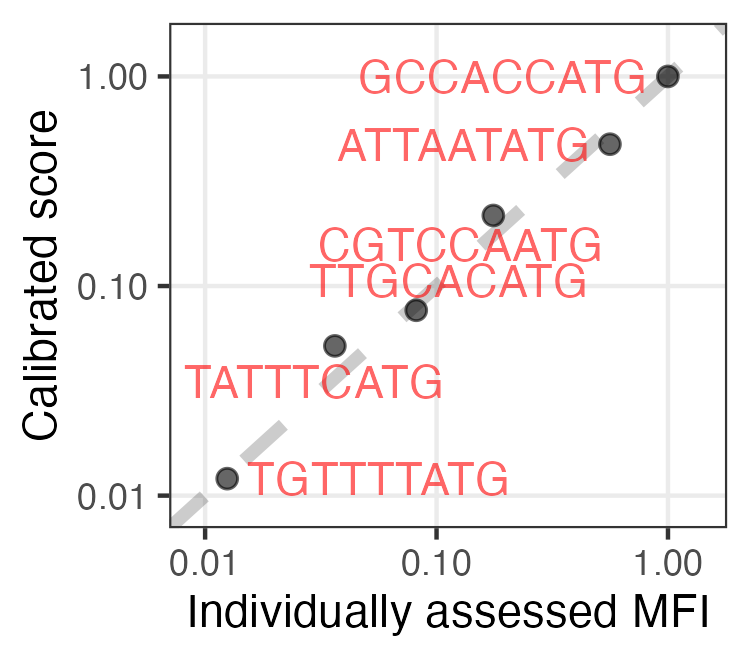 GCCACCATG
1.00
ATTAATATG
CGTCCAATG
TTGCACATG
0.10
TATTTCATG
TGTTTTATG
0.01
Calibrated score
0.01 0.10 1.00
Individually assessed MFI